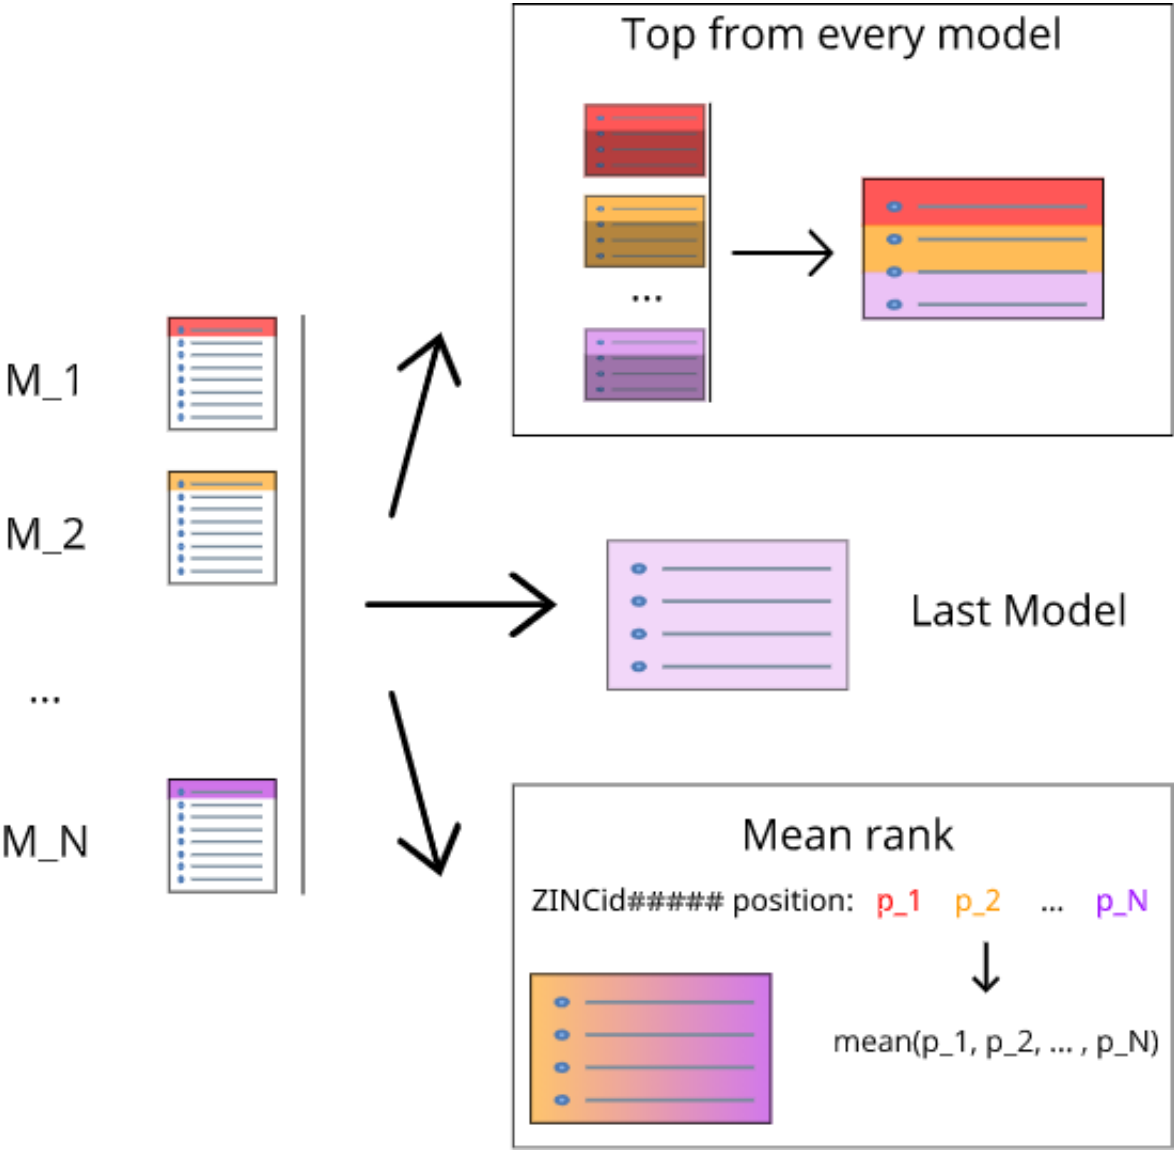 Top from every model
...
M_1
M_2
...
M_N
Last Model
Mean rank
ZINCid##### position: p_1 p_2 ... p_N
mean(p_1, p_2, ... , p_N)